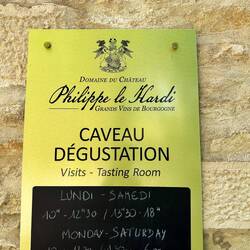 DOMAINE DU CHÂTEAU
Philippe le Hardi
GRANDS VINS DE BOURGOGNE
CAVEAU
DÉGUSTATION
Visits - Tasting Room
LUNDI - SAMEDI
10H - 12H30 / 13H30 - 18H
MONDAY - SATURDAY